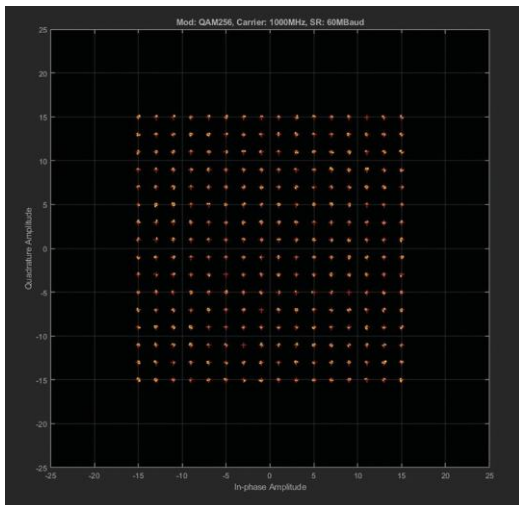 Mod: QAM256, Carrier: 1000MHz, SR: 60MBaud
25
20
15
10
5
0
-5
-10
-15
-20
-25
Quadrature Amplitude
-25 -20 -15 -10 -5 0 5 10 15 20 25
In-phase Amplitude